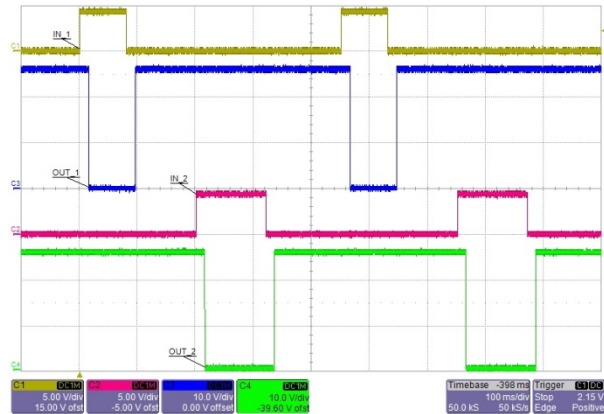 C1
IN_1
C3
OUT_1
IN_2
C2
C4
OUT_2
C1 DC1M
5.00 V/div
15.00 V ofst
C2 DC1M
5.00 V/div
-5.00 V ofst
DC1M
10.0 V/div
0.00 V offset
C4 DC1M
10.0 V/div
-39.60 V ofst
Timebase -398 ms
100 ms/div
50.0 kS 50 kS/s
Trigger C1 DC
Stop 2.15 V
Edge Positive